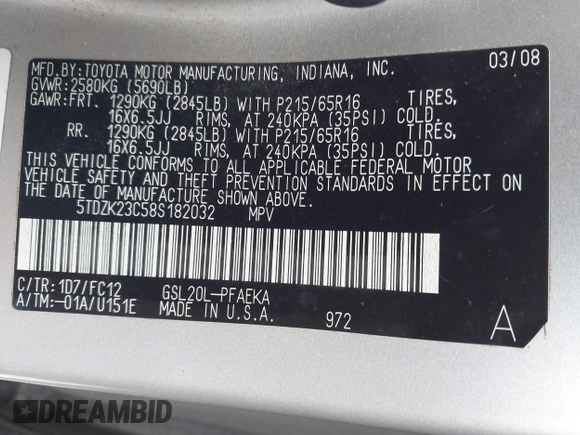 MFD.BY:TOYOTA MOTOR MANUFACTURING, INDIANA, INC. 03/08
GVWR:2580KG (5690LB)
GAWR:FRT. 1290KG (2845LB) WITH P215/65R16 TIRES,
16X6.5JJ RIMS, AT 240KPA (35PSI) COLD.
RR. 1290KG (2845LB) WITH P215/65R16 TIRES,
16X6.5JJ RIMS, AT 240KPA (35PSI) COLD.
THIS VEHICLE CONFORMS TO ALL APPLICABLE FEDERAL MOTOR
VEHICLE SAFETY AND THEFT PREVENTION STANDARDS IN EFFECT ON
THE DATE OF MANUFACTURE SHOWN ABOVE.
5TDZK23C58S182032 MPV
C/TR:1D7/FC12 GSL20L-PFAEKA
A/TM:-01A/U151E MADE IN U.S.A. 972 A
DREAMBID